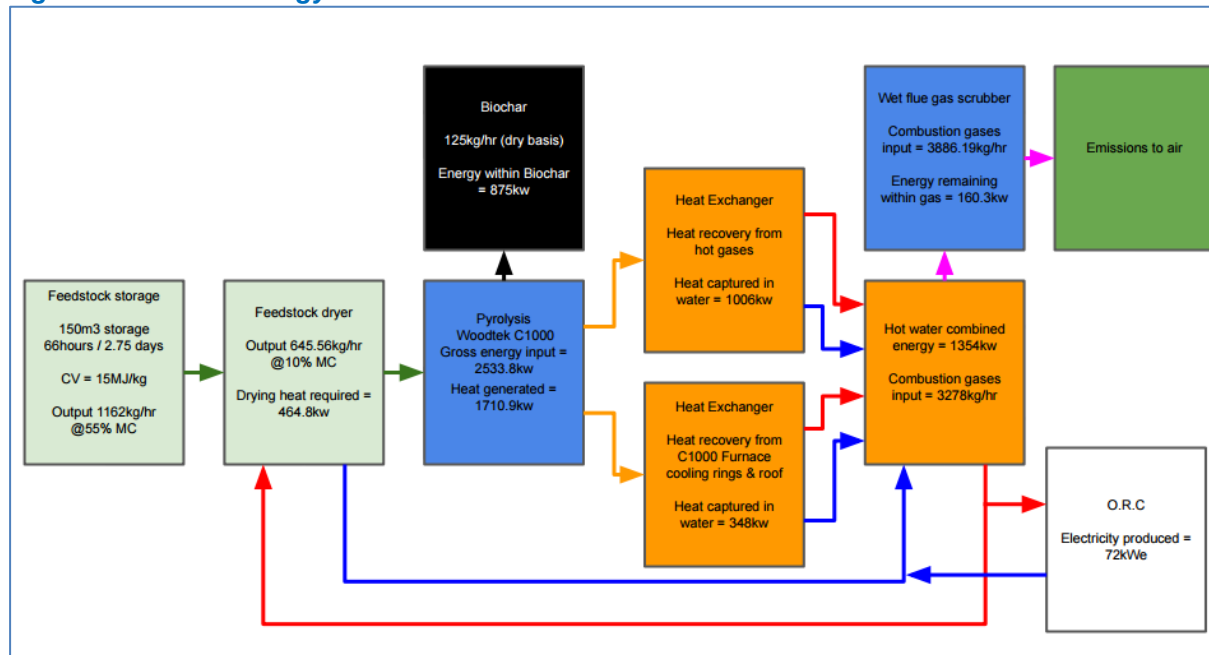 Biochar
125kg/hr (dry basis)
Energy within Biochar
= 875kw
Wet flue gas scrubber
Combustion gases
input = 3886.19kg/hr
Energy remaining
within gas = 160.3kw
Emissions to air
Heat Exchanger
Heat recovery from
hot gases
Heat captured in
water = 1006kw
Feedstock storage
150m3 storage
66hours / 2.75 days
CV = 15MJ/kg
Output 1162kg/hr
@55% MC
Feedstock dryer
Output 645.56kg/hr
@10% MC
Drying heat required =
464.8kw
Pyrolysis
Woodtek C1000
Gross energy input =
2533.8kw
Heat generated =
1710.9kw
Hot water combined
energy = 1354kw
Combustion gases
input = 3278kg/hr
Heat Exchanger
Heat recovery from
C1000 Furnace
cooling rings & roof
Heat captured in
water = 348kw
O.R.C
Electricity produced =
72kWe